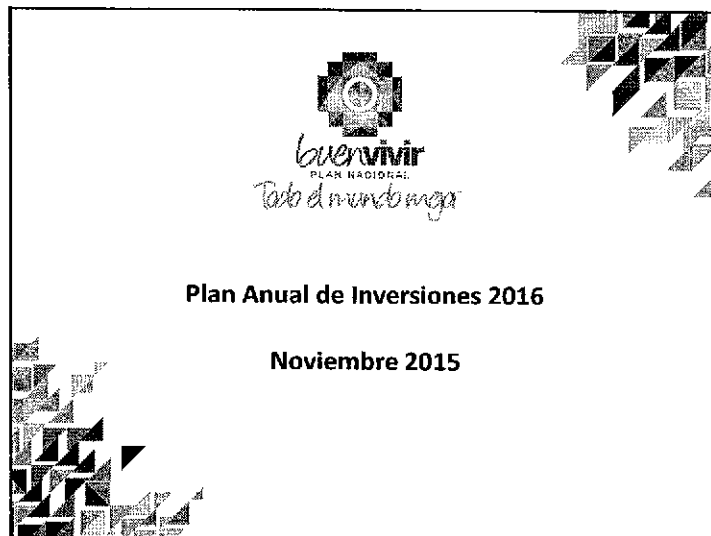 buenvivir
PLAN NACIONAL
Todo el mundo mejor
Plan Anual de Inversiones 2016
Noviembre 2015